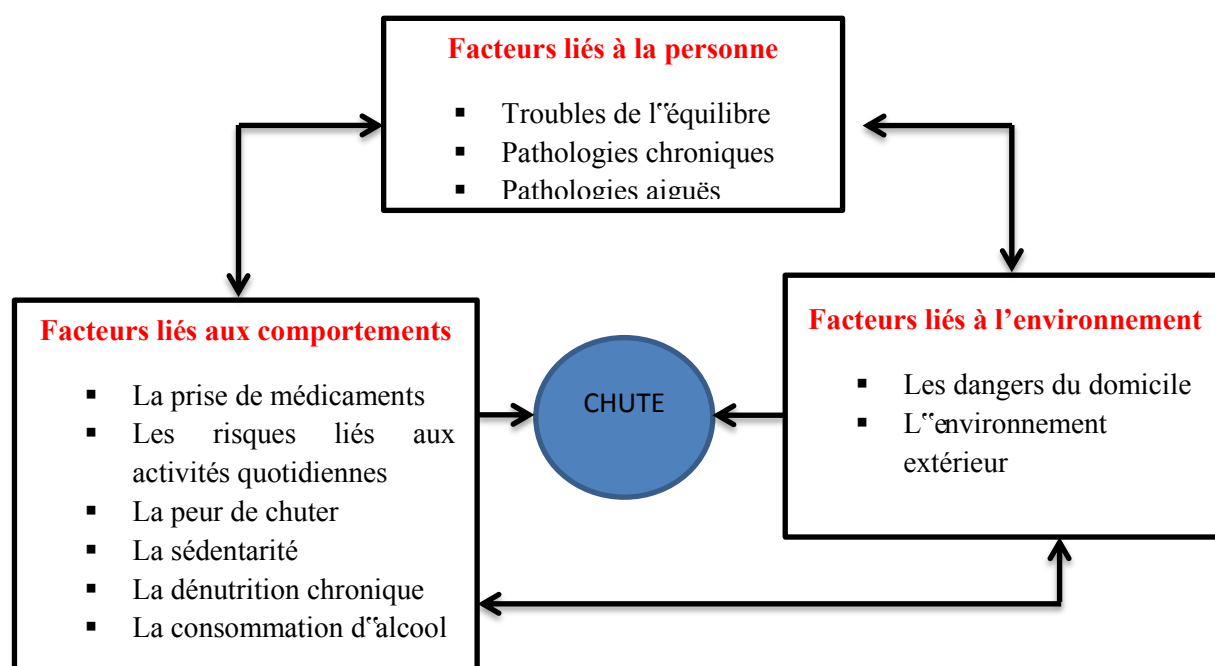 Facteurs liés à la personne
▪ Troubles de l‟équilibre
▪ Pathologies chroniques
▪ Pathologies aiguës
Facteurs liés aux comportements
▪ La prise de médicaments
▪ Les risques liés aux
activités quotidiennes
▪ La peur de chuter
▪ La sédentarité
▪ La dénutrition chronique
▪ La consommation d‟alcool
CHUTE
Facteurs liés à l’environnement
▪ Les dangers du domicile
▪ L‟environnement
extérieur